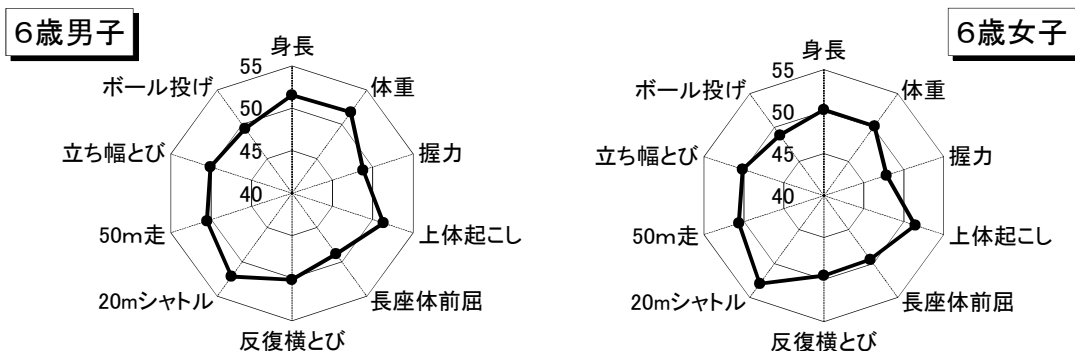 6歳男子
身長
体重
握力
上体起こし
長座体前屈
反復横とび
20mシャトル
50m走
立ち幅とび
ボール投げ
55
50
45
40
6歳女子
身長
体重
握力
上体起こし
長座体前屈
反復横とび
20mシャトル
50m走
立ち幅とび
ボール投げ
55
50
45
40